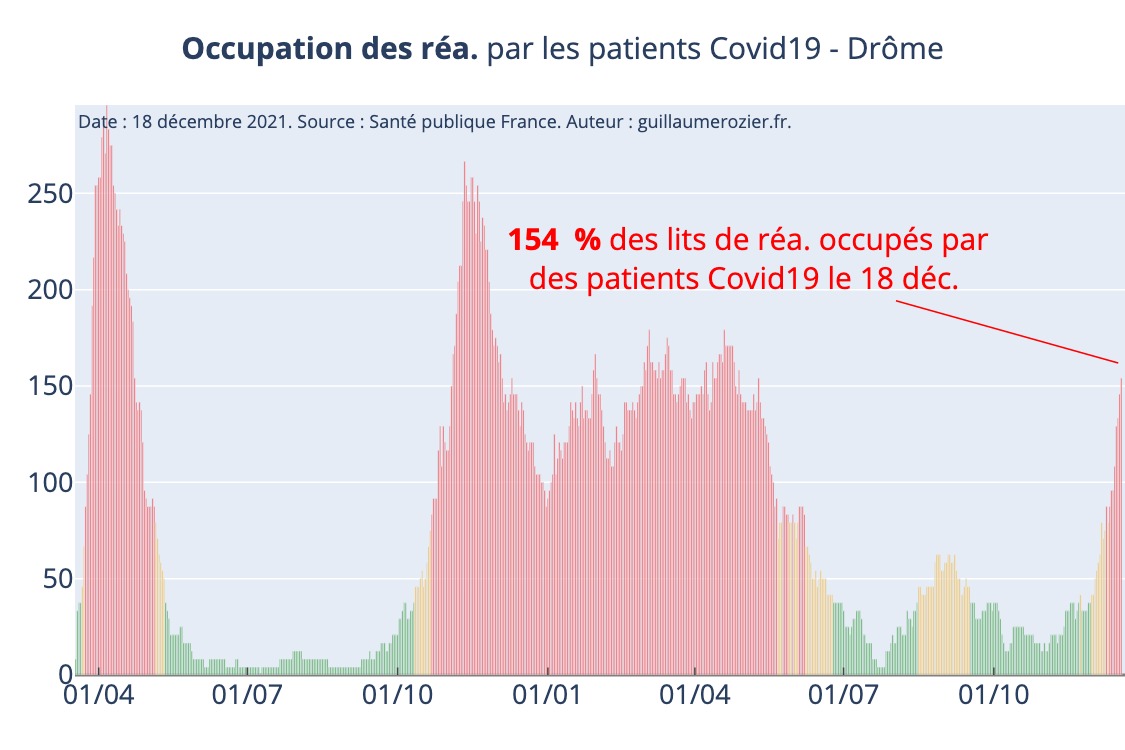 Occupation des réa. par les patients Covid19 - Drôme
Date : 18 décembre 2021. Source : Santé publique France. Auteur : guillaumerozier.fr.
250
154 % des lits de réa. occupés par
des patients Covid19 le 18 déc.
200
150
100
50
0
01/04 01/07 01/10 01/01 01/04 01/07 01/10